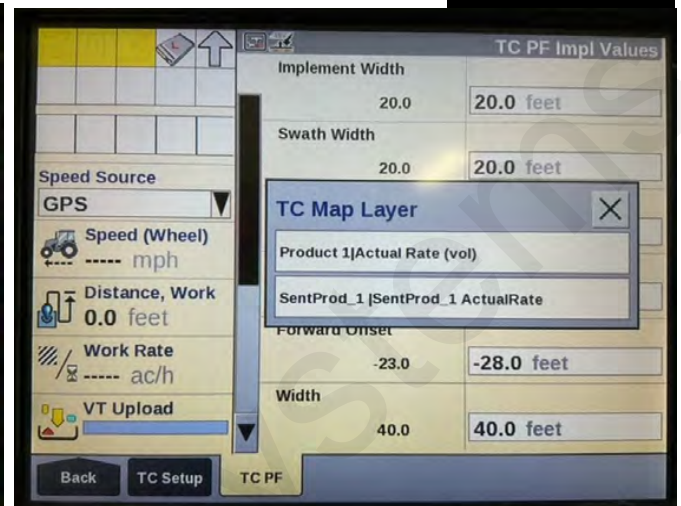 TC PF Impl Values
Implement Width
20.0
20.0 feet
Swath Width
20.0
20.0 feet
Speed Source
GPS
Speed (Wheel)
----- mph
Distance, Work
0.0 feet
Work Rate
----- ac/h
VT Upload
TC Map Layer
Product 1|Actual Rate (vol)
SentProd_1 |SentProd_1 ActualRate
Forward Offset
-23.0
-28.0 feet
Width
40.0
40.0 feet
Back
TC Setup
TC PF